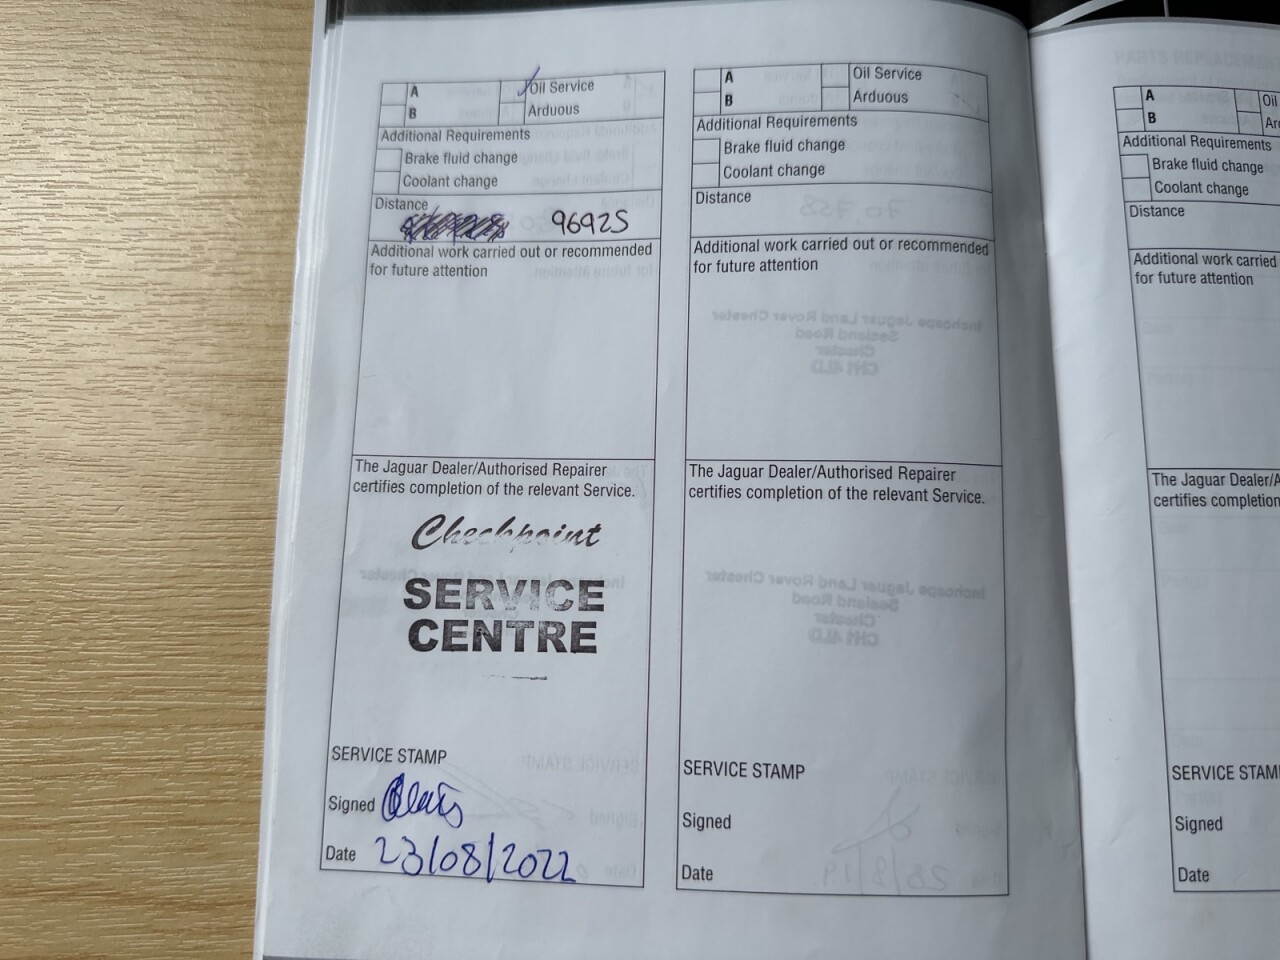 A
Oil Service
B
Arduous
Additional Requirements
Brake fluid change
Coolant change
Distance
96925
Additional work carried out or recommended
for future attention
The Jaguar Dealer/Authorised Repairer
certifies completion of the relevant Service.
Checkpoint
SERVICE
CENTRE
SERVICE STAMP
Signed
Date 23/08/2022
A
Oil Service
B
Arduous
Additional Requirements
Brake fluid change
Coolant change
Distance
Additional work carried out or recommended
for future attention
The Jaguar Dealer/Authorised Repairer
certifies completion of the relevant Service.
SERVICE STAMP
Signed
Date
A
Oil
B
Additional Requirements
Brake fluid change
Coolant change
Distance
Additional work carried
for future attention
The Jaguar Dealer/A
certifies completion
SERVICE STAM
Signed
Date